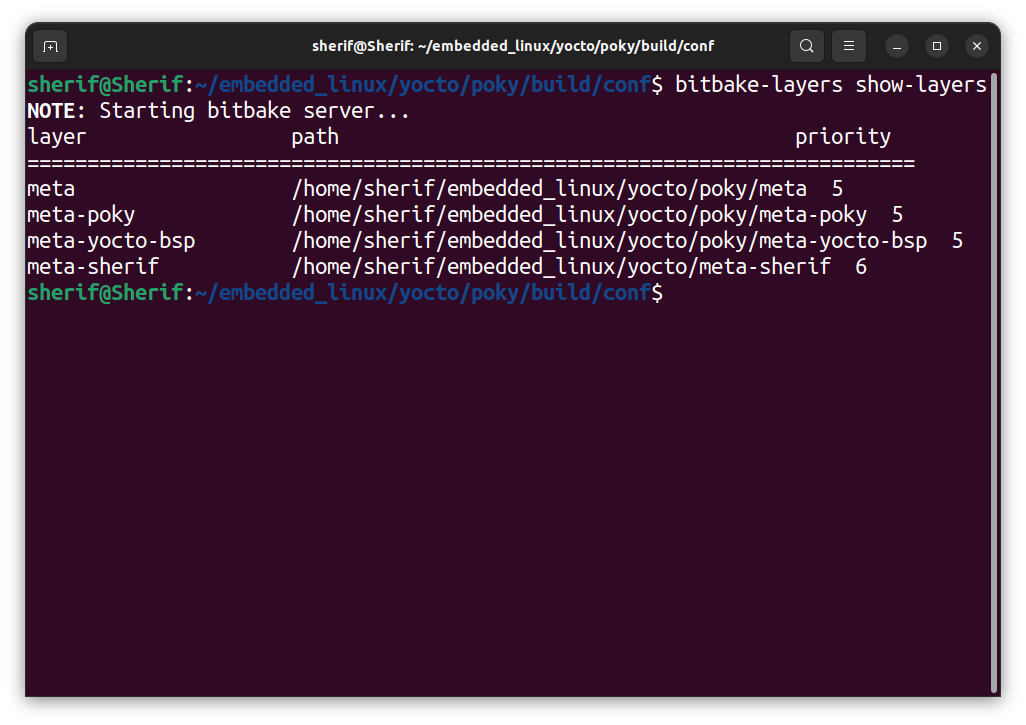 sherif@Sherif: ~/embedded_linux/yocto/poky/build/conf
sherif@Sherif:~/embedded_linux/yocto/poky/build/conf$ bitbake-layers show-layers
NOTE: Starting bitbake server...
layer                 path                                      priority
==========================================================================
meta                  /home/sherif/embedded_linux/yocto/poky/meta  5
meta-poky             /home/sherif/embedded_linux/yocto/poky/meta-poky  5
meta-yocto-bsp        /home/sherif/embedded_linux/yocto/poky/meta-yocto-bsp  5
meta-sherif           /home/sherif/embedded_linux/yocto/meta-sherif  6
sherif@Sherif:~/embedded_linux/yocto/poky/build/conf$